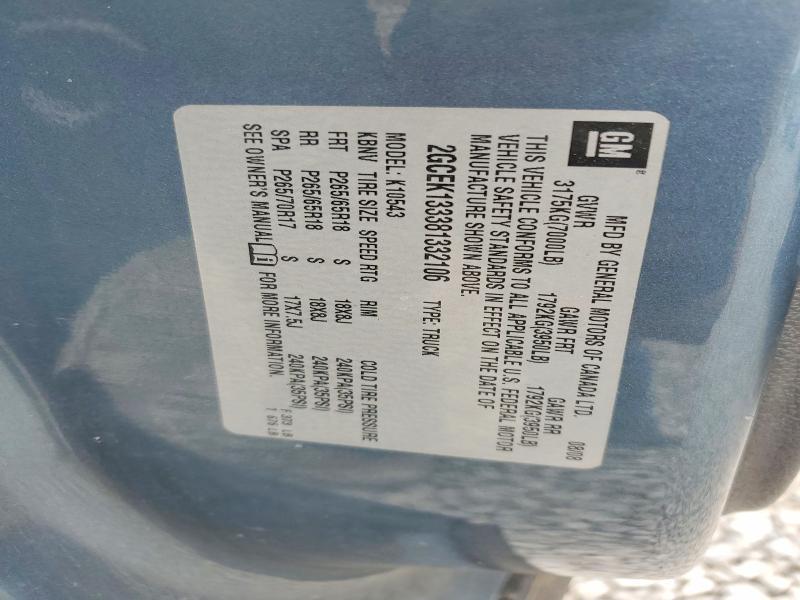 GM®
MFD BY GENERAL MOTORS OF CANADA LTD. 08/08
GVWR GAWR FRT GAWR RR
3175KG(7000LB) 1792KG(3950LB) 1792KG(3950LB)
THIS VEHICLE CONFORMS TO ALL APPLICABLE U.S. FEDERAL MOTOR
VEHICLE SAFETY STANDARDS IN EFFECT ON THE DATE OF
MANUFACTURE SHOWN ABOVE.
2GCEK133381332106 TYPE: TRUCK
MODEL: K10543
KBNV TIRE SIZE SPEED RTG RIM COLD TIRE PRESSURE
FRT P265/65R18 S 18X8J 240KPA(35PSI)
RR P265/65R18 S 18X8J 240KPA(35PSI)
SPA P265/70R17 S 17X7.5J 240KPA(35PSI)
SEE OWNER'S MANUAL FOR MORE INFORMATION.
F 303 LB
T 676 LB